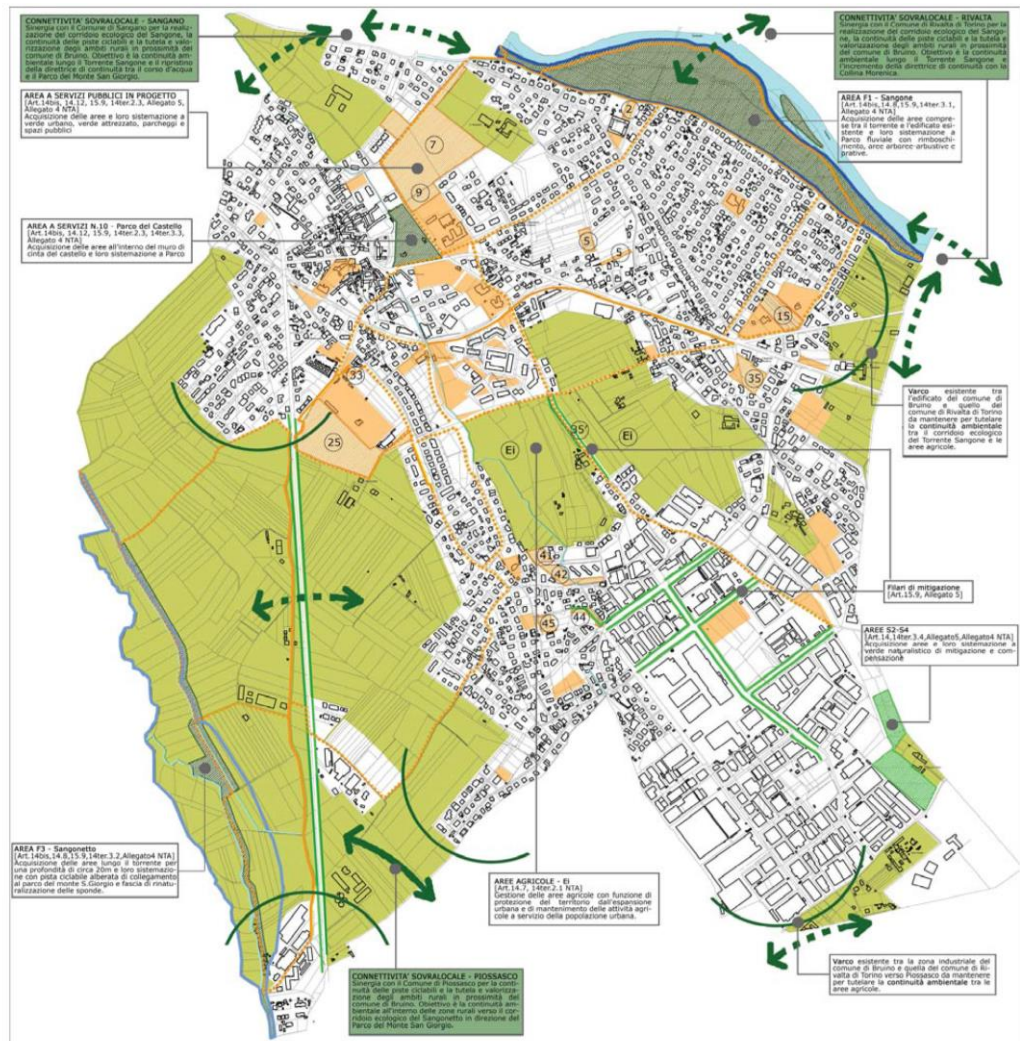 CONNETTIVITA' SOVRALOCALE - SANGANO
Sinergia con il Comune di Sangano per la realiz-
zazione del corridoio ecologico del Sangone, la
continuità delle piste ciclabili e la tutela e valo-
rizzazione degli ambiti rurali in prossimità del
comune di Bruino. Obiettivo è la continuità am-
bientale lungo il Torrente Sangone e il ripristino
della direttrice di continuità tra il corso d'acqua
e il Parco del Monte San Giorgio.
CONNETTIVITA' SOVRALOCALE - RIVALTA
Sinergia con il Comune di Rivalta di Torino per la
realizzazione del corridoio ecologico del Sango-
ne, la continuità delle piste ciclabili e la tutela e
valorizzazione degli ambiti rurali in prossimità
del comune di Bruino. Obiettivo è la continuità
ambientale lungo il Torrente Sangone e
l'incremento della direttrice di continuità con la
Collina Morenica.
AREA A SERVIZI PUBBLICI IN PROGETTO
[Art.14bis, 14.12, 15.9, 14ter.2.3, Allegato 5,
Allegato 4 NTA]
Acquisizione delle aree e loro sistemazione a
verde urbano, verde attrezzato, parcheggi e
spazi pubblici
AREA F1 - Sangone
[Art.14bis,14.8,15.9,14ter.3.1,
Allegato 4 NTA]
Acquisizione delle aree compre-
se tra il torrente e l'edificato esi-
stente e loro sistemazione a
Parco fluviale con rimboschi-
mento, aree arboree-arbustive e
prative.
2
7
9
AREA A SERVIZI N.10 - Parco del Castello
[Art.14bis, 14.12, 15.9, 14ter.2.3, 14ter.3.3,
Allegato 4 NTA]
Acquisizione delle aree all'interno del muro di
cinta del castello e loro sistemazione a Parco
5
5
15
33
35
25
35'
Ei
Ei
Varco esistente tra
l'edificato del comune di
Bruino e quello del
comune di Rivalta di Torino
da mantenere per tutelare
la continuità ambientale
tra il corridoio ecologico
del Torrente Sangone e le
aree agricole.
41
42
Filari di mitigazione
[Art.15.9, Allegato 5]
45
44
AREE S2-S4
[Art.14,14ter.3.4,Allegato5,Allegato4 NTA]
Acquisizione aree e loro sistemazione a
verde naturalistico di mitigazione e com-
pensazione
AREA F3 - Sangonetto
[Art.14bis,14.8,15.9,14ter.3.2,Allegato4 NTA]
Acquisizione delle aree lungo il torrente per
una profondità di circa 20m e loro sistemazio-
ne con pista ciclabile alberata di collegamento
al parco del monte S.Giorgio e fascia di rinatu-
ralizzazione delle sponde.
AREE AGRICOLE - Ei
[Art.14.7, 14ter.2.1 NTA]
Gestione delle aree agricole con funzione di
protezione del territorio dall'espansione
urbana e di mantenimento delle attività agri-
cole a servizio della popolazione urbana.
CONNETTIVITA' SOVRALOCALE - PIOSSASCO
Sinergia con il Comune di Piossasco per la conti-
nuità delle piste ciclabili e la tutela e valorizza-
zione degli ambiti rurali in prossimità del
comune di Bruino. Obiettivo è la continuità am-
bientale all'interno delle zone rurali verso il cor-
ridoio ecologico del Sangonetto in direzione del
Parco del Monte San Giorgio.
Varco esistente tra la zona industriale del
comune di Bruino e quella del comune di Ri-
valta di Torino verso Piossasco da mantenere
per tutelare la continuità ambientale tra le
aree agricole.